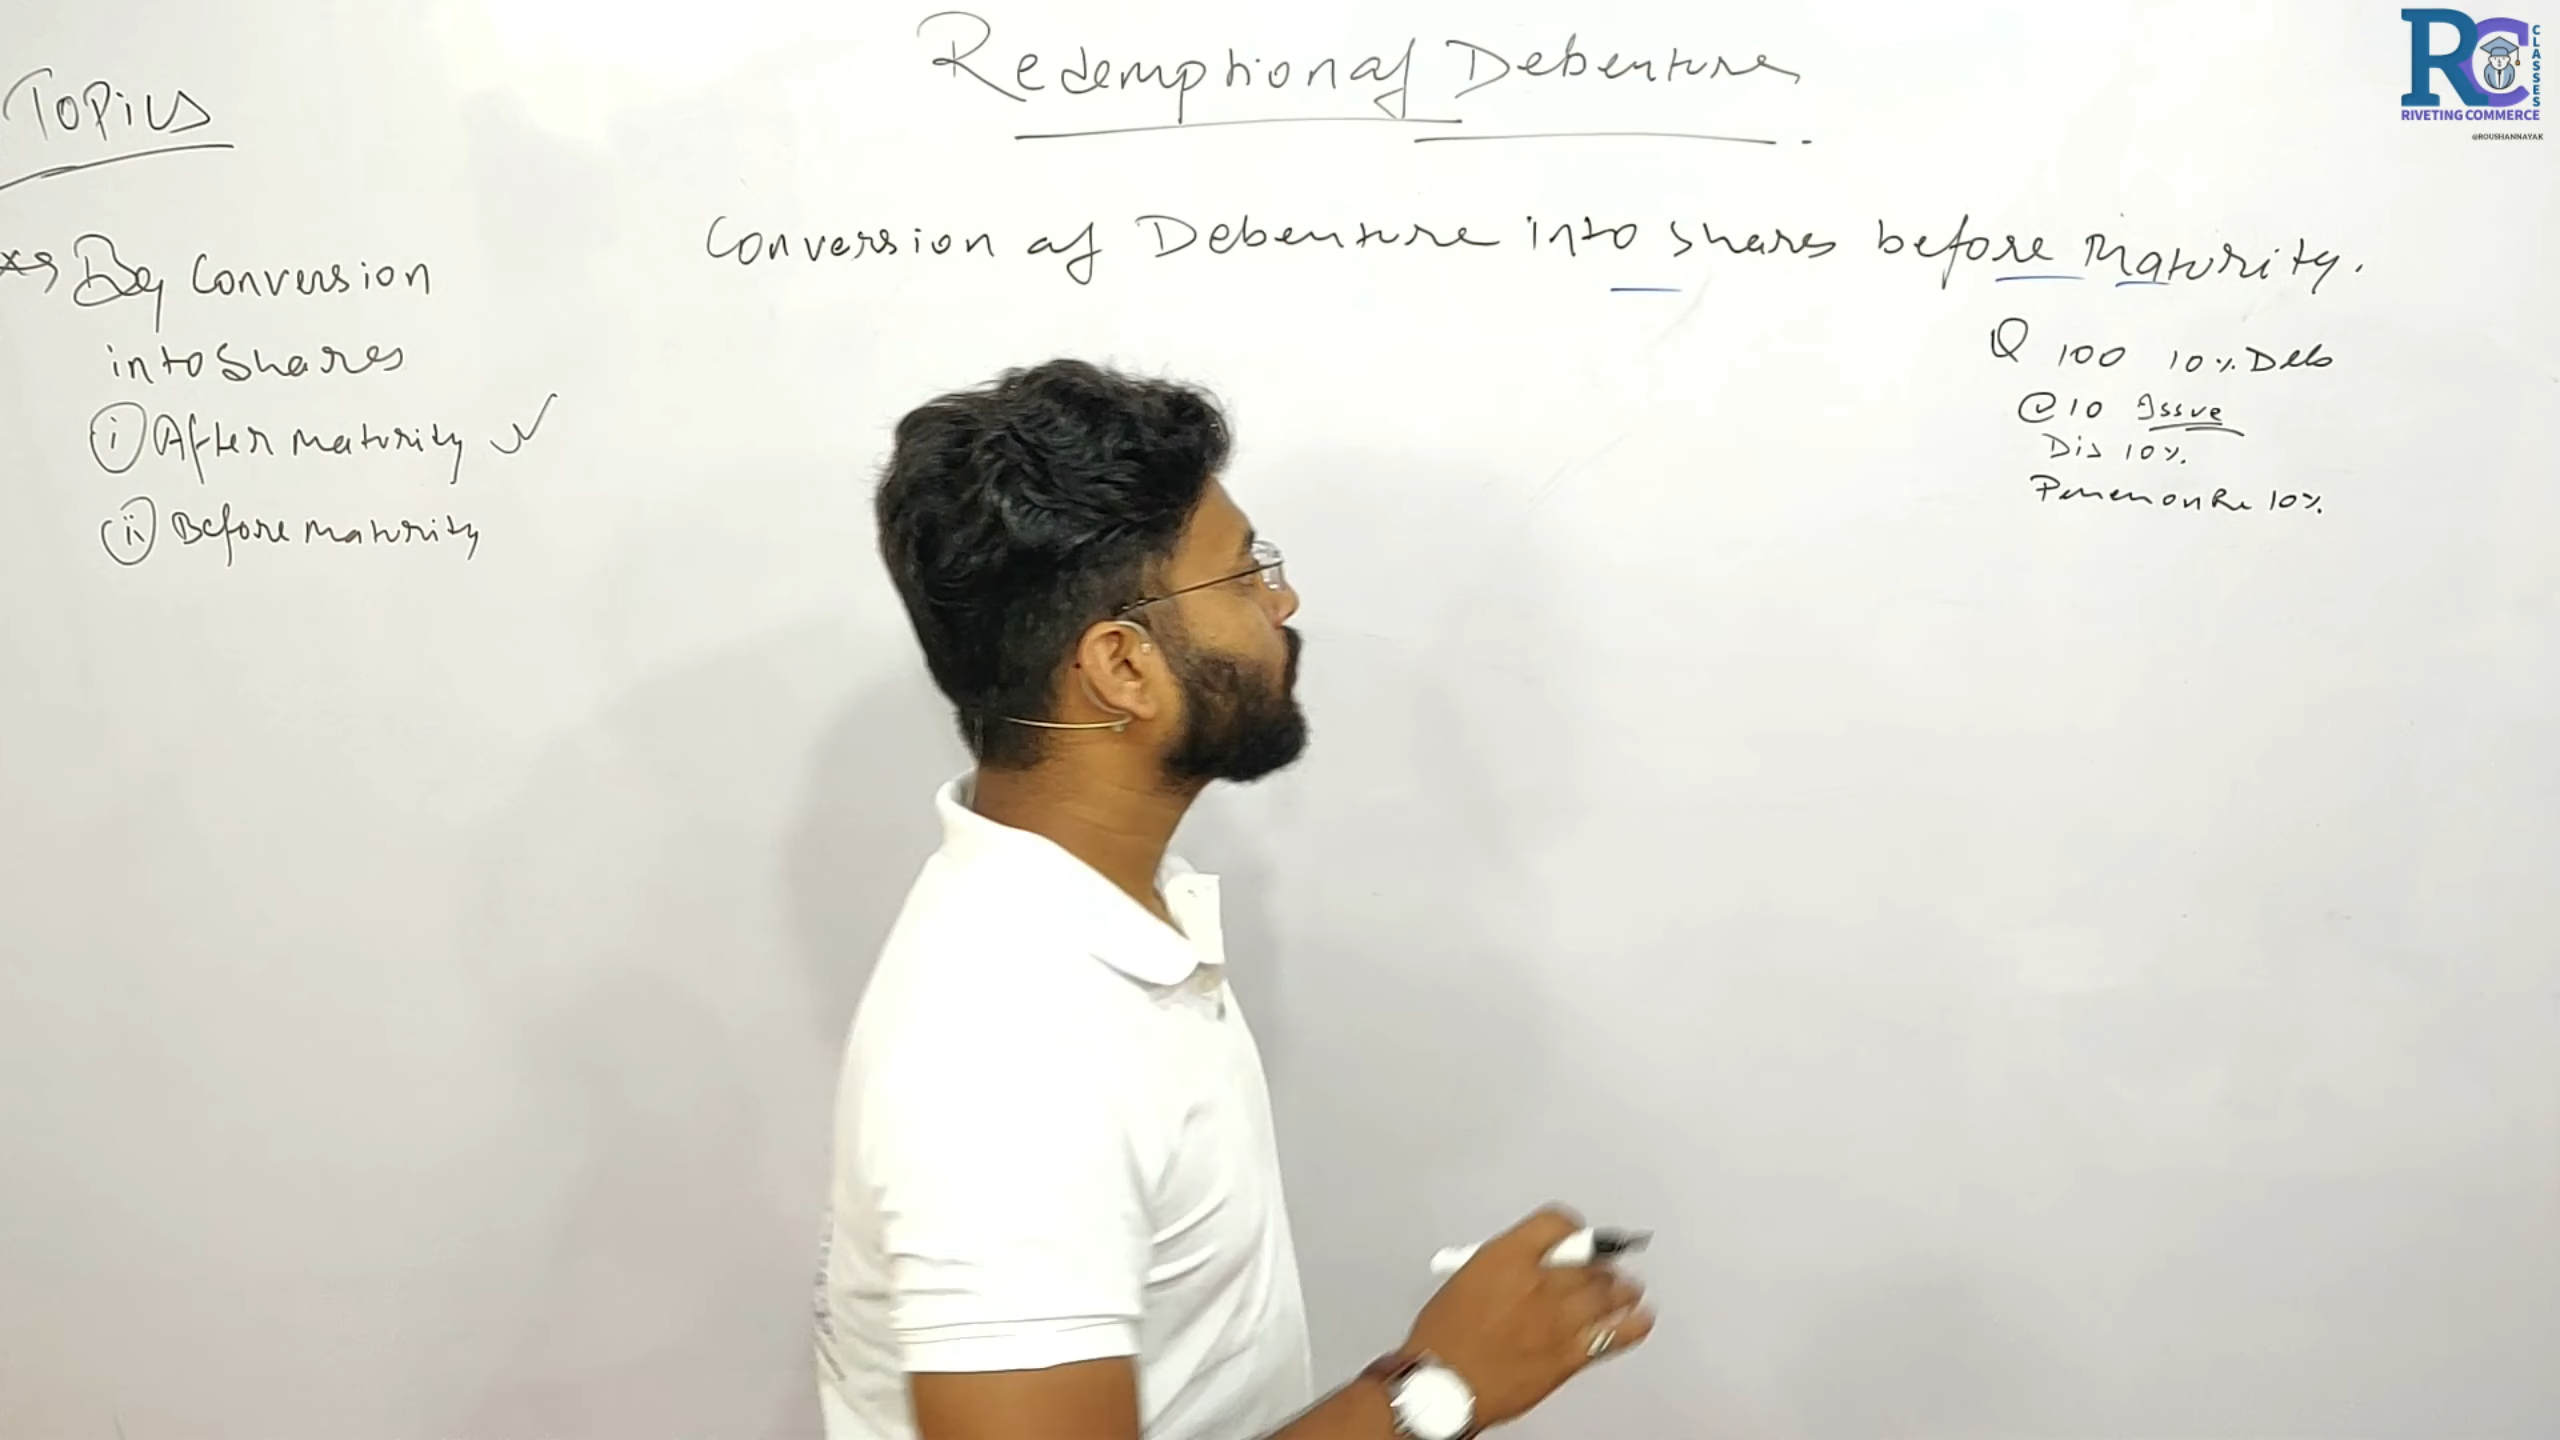 Redemption of Debenture
Topics
Conversion of Debenture into shares before Maturity.
By Conversion
into Shares
(i) After maturity
(ii) Before maturity
Q 100 10% Deb
@10 Issue
Dis 10%.
on Re 10%.
RC CLASSES
RIVETING COMMERCE
@ROUSHANNAYAK